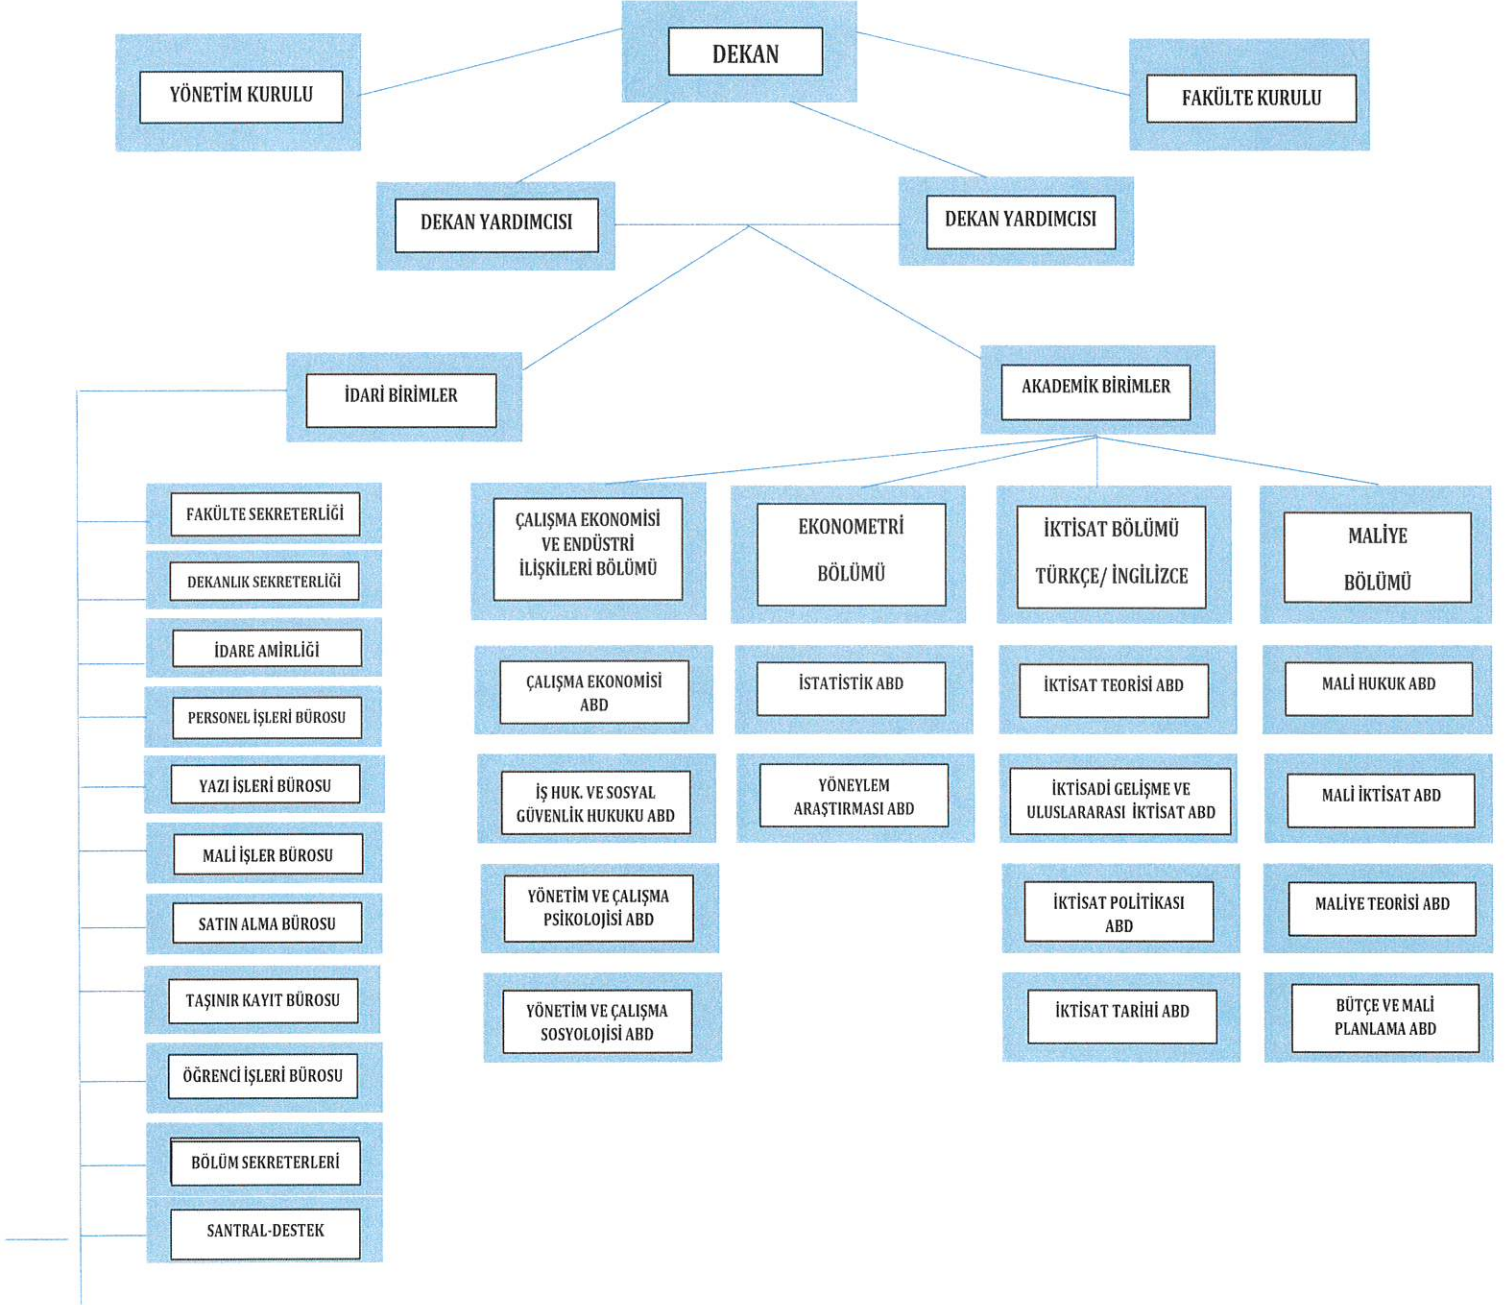 DEKAN
YÖNETİM KURULU
FAKÜLTE KURULU
DEKAN YARDIMCISI
DEKAN YARDIMCISI
İDARİ BİRİMLER
AKADEMİK BİRİMLER
FAKÜLTE SEKRETERLİĞİ
DEKANLIK SEKRETERLİĞİ
İDARE AMİRLİĞİ
PERSONEL İŞLERİ BÜROSU
YAZI İŞLERİ BÜROSU
MALİ İŞLER BÜROSU
SATIN ALMA BÜROSU
TAŞINIR KAYIT BÜROSU
ÖĞRENCİ İŞLERİ BÜROSU
BÖLÜM SEKRETERLERİ
SANTRAL-DESTEK
ÇALIŞMA EKONOMİSİ
VE ENDÜSTRİ
İLİŞKİLERİ BÖLÜMÜ
ÇALIŞMA EKONOMİSİ
ABD
İŞ HUK. VE SOSYAL
GÜVENLİK HUKUKU ABD
YÖNETİM VE ÇALIŞMA
PSİKOLOJİSİ ABD
YÖNETİM VE ÇALIŞMA
SOSYOLOJİSİ ABD
EKONOMETRİ
BÖLÜMÜ
İSTATİSTİK ABD
YÖNEYLEM
ARAŞTIRMASI ABD
İKTİSAT BÖLÜMÜ
TÜRKÇE/ İNGİLİZCE
İKTİSAT TEORİSİ ABD
İKTİSADİ GELİŞME VE
ULUSLARARASI İKTİSAT ABD
İKTİSAT POLİTİKASI
ABD
İKTİSAT TARİHİ ABD
MALİYE
BÖLÜMÜ
MALİ HUKUK ABD
MALİ İKTİSAT ABD
MALİYE TEORİSİ ABD
BÜTÇE VE MALİ
PLANLAMA ABD